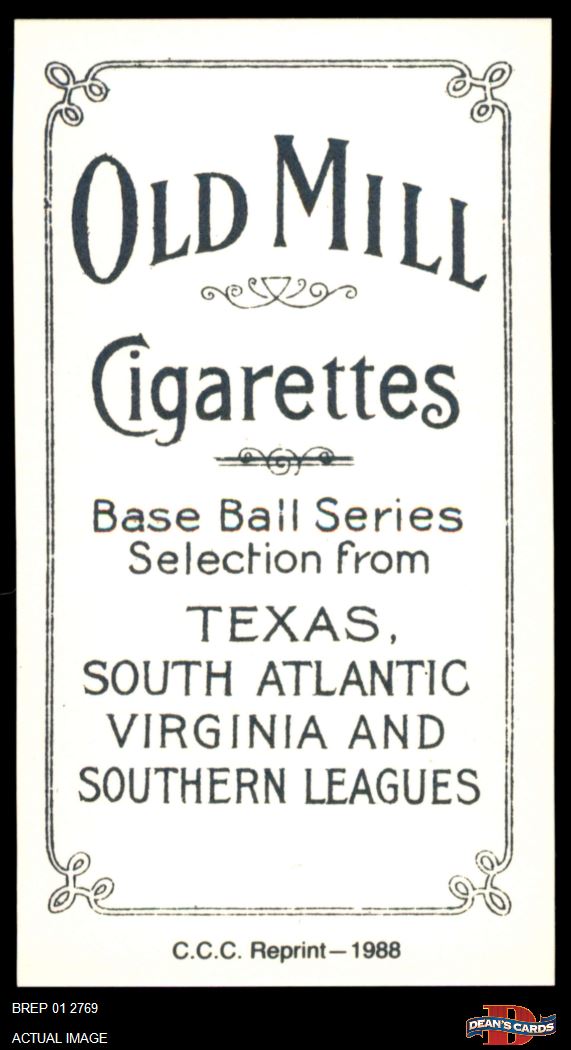 OLD MILL
Cigarettes
Base Ball Series
Selection from
TEXAS,
SOUTH ATLANTIC
VIRGINIA AND
SOUTHERN LEAGUES
C.C.C. Reprint—1988
BREP 01 2769
ACTUAL IMAGE
D
DEAN'S CARDS